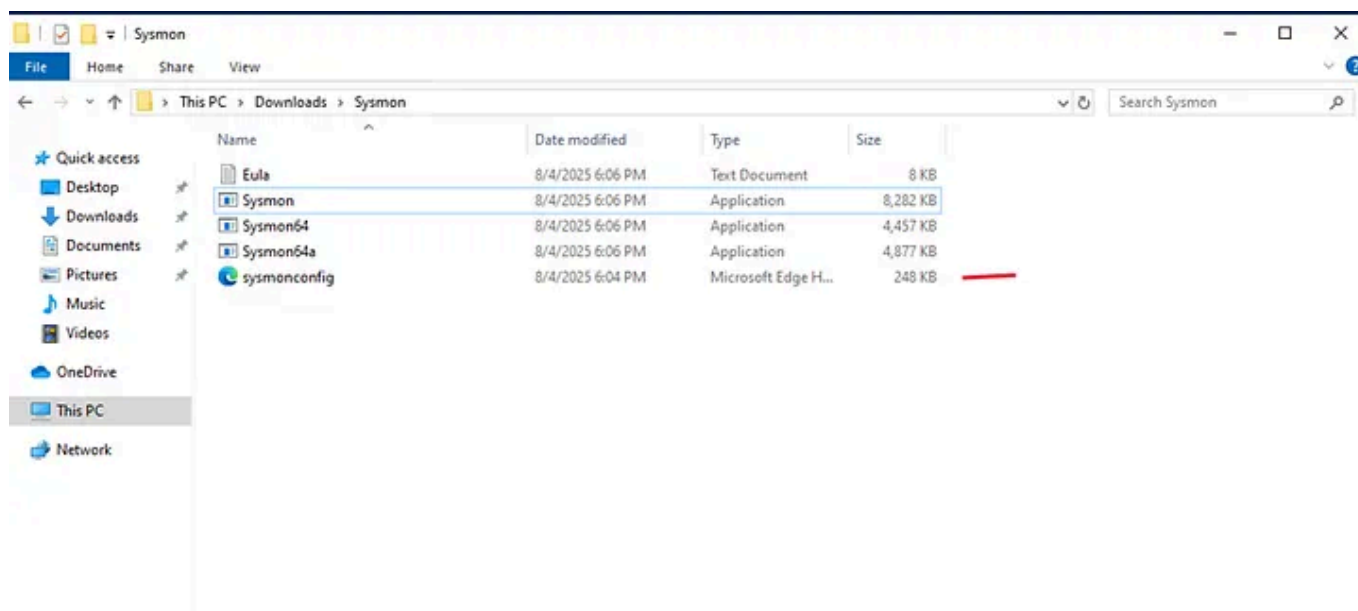 Sysmon
File Home Share View
This PC > Downloads > Sysmon
Search Sysmon
Name Date modified Type Size
Quick access
Desktop
Downloads
Documents
Pictures
Music
Videos
OneDrive
This PC
Network
Eula 8/4/2025 6:06 PM Text Document 8 KB
Sysmon 8/4/2025 6:06 PM Application 8,282 KB
Sysmon64 8/4/2025 6:06 PM Application 4,457 KB
Sysmon64a 8/4/2025 6:06 PM Application 4,877 KB
sysmonconfig 8/4/2025 6:04 PM Microsoft Edge H... 248 KB